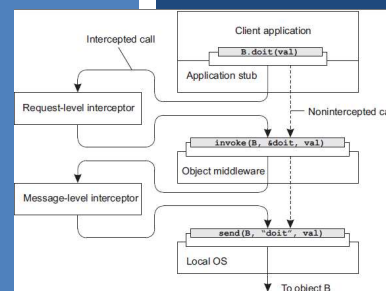 Client application
Intercepted call
B.doit(val)
Application stub
Request-level interceptor
Nonintercepted ca
invoke(B, &doit, val)
Object middleware
Message-level interceptor
send(B, "doit", val)
Local OS
To object B